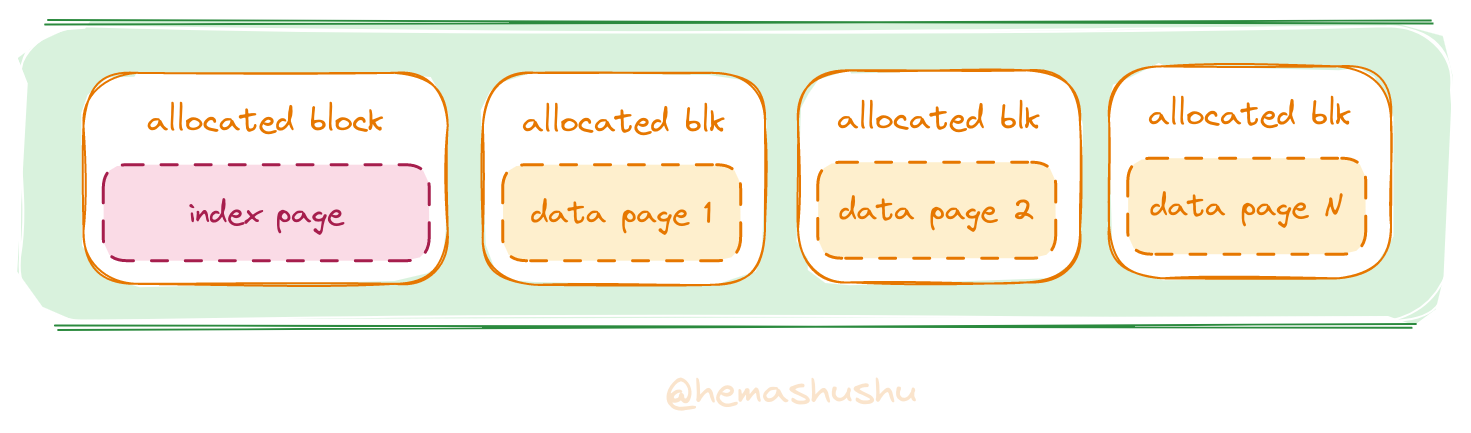 allocated block
index page
allocated blk
data page 1
allocated blk
data page 2
allocated blk
data page N
@hemashushu